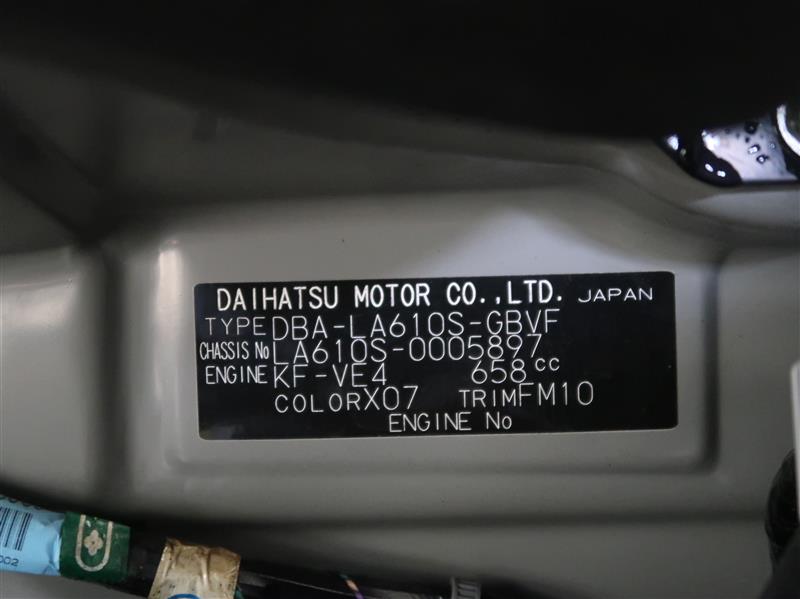 DAIHATSU MOTOR CO.,LTD. JAPAN
TYPE DBA-LA610S-GBVF
CHASSIS No LA610S-0005897
ENGINE KF-VE4 658cc
COLOR X07 TRIM FM10
ENGINE No
002